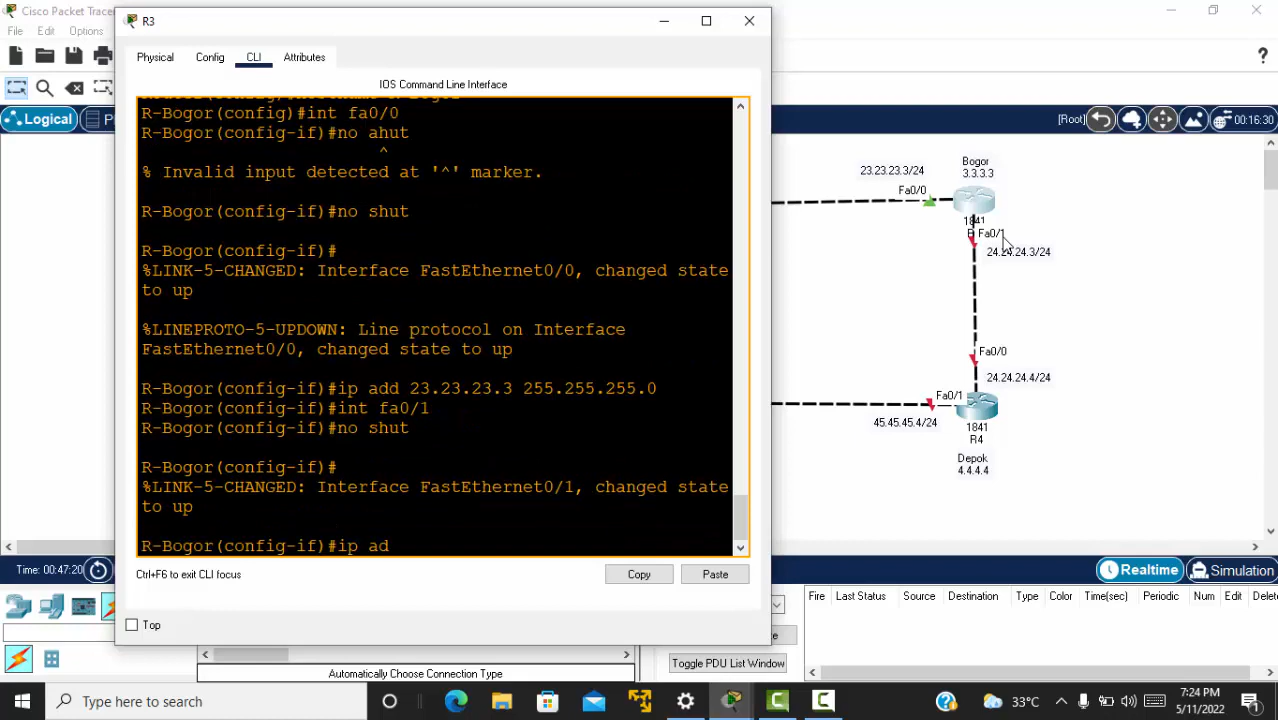 Cisco Packet Tracer
R3
File Edit Options
Physical Config CLI Attributes
IOS Command Line Interface
R-Bogor(config)#int fa0/0
R-Bogor(config-if)#no ahut
^
% Invalid input detected at '^' marker.
R-Bogor(config-if)#no shut
R-Bogor(config-if)#
%LINK-5-CHANGED: Interface FastEthernet0/0, changed state
to up
%LINEPROTO-5-UPDOWN: Line protocol on Interface
FastEthernet0/0, changed state to up
R-Bogor(config-if)#ip add 23.23.23.3 255.255.255.0
R-Bogor(config-if)#int fa0/1
R-Bogor(config-if)#no shut
R-Bogor(config-if)#
%LINK-5-CHANGED: Interface FastEthernet0/1, changed state
to up
R-Bogor(config-if)#ip ad
Ctrl+F6 to exit CLI focus
Copy
Paste
Top
Logical
[Root]
00:16:30
Bogor
3.3.3.3
23.23.23.3/24
Fa0/0
1841
Fa0/1
24.24.24.3/24
Fa0/0
24.24.24.4/24
Fa0/1
45.45.45.4/24
1841
R4
Depok
4.4.4.4
Time: 00:47:20
Realtime
Simulation
Fire Last Status Source Destination Type Color Time(sec) Periodic Num Edit
Automatically Choose Connection Type
Toggle PDU List Window
Type here to search
33°C
7:24 PM
5/11/2022